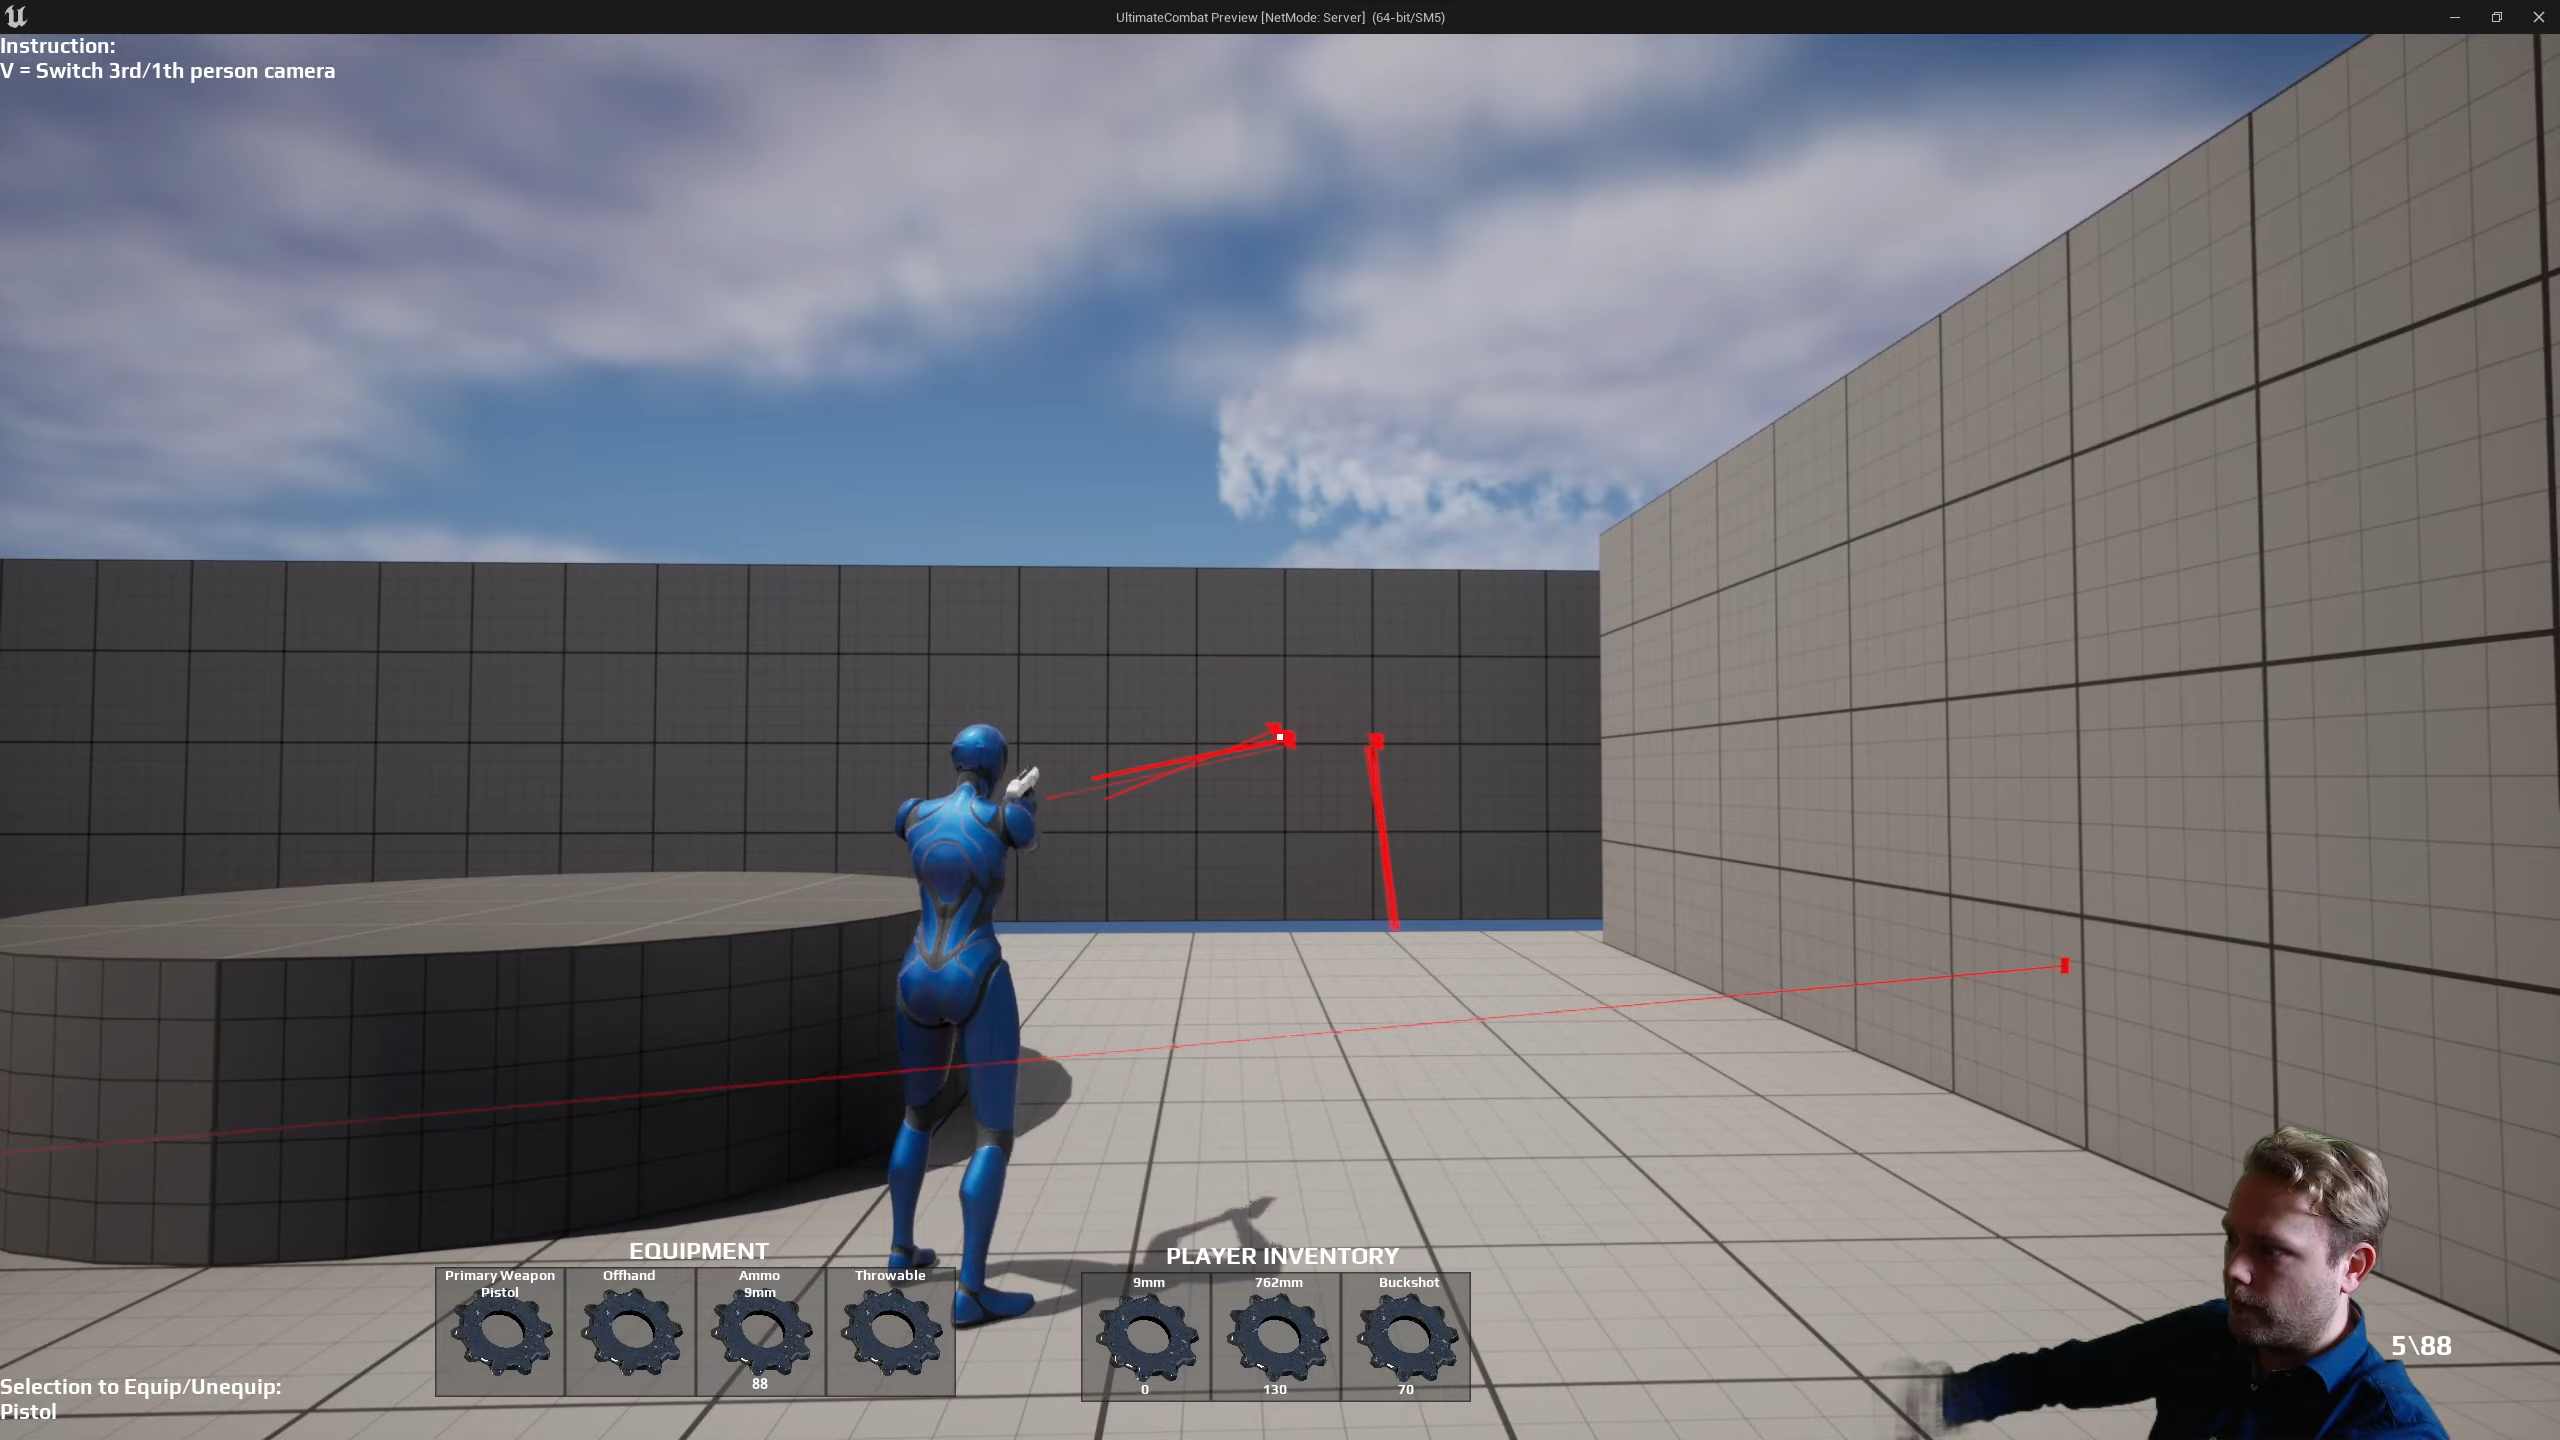 UltimateCombat Preview [NetMode: Server]  (64-bit/SM5)
Instruction:
V = Switch 3rd/1th person camera
EQUIPMENT
Primary Weapon
Pistol
Offhand
Ammo
9mm
88
Throwable
PLAYER INVENTORY
9mm
0
762mm
130
Buckshot
70
5\88
Selection to Equip/Unequip:
Pistol